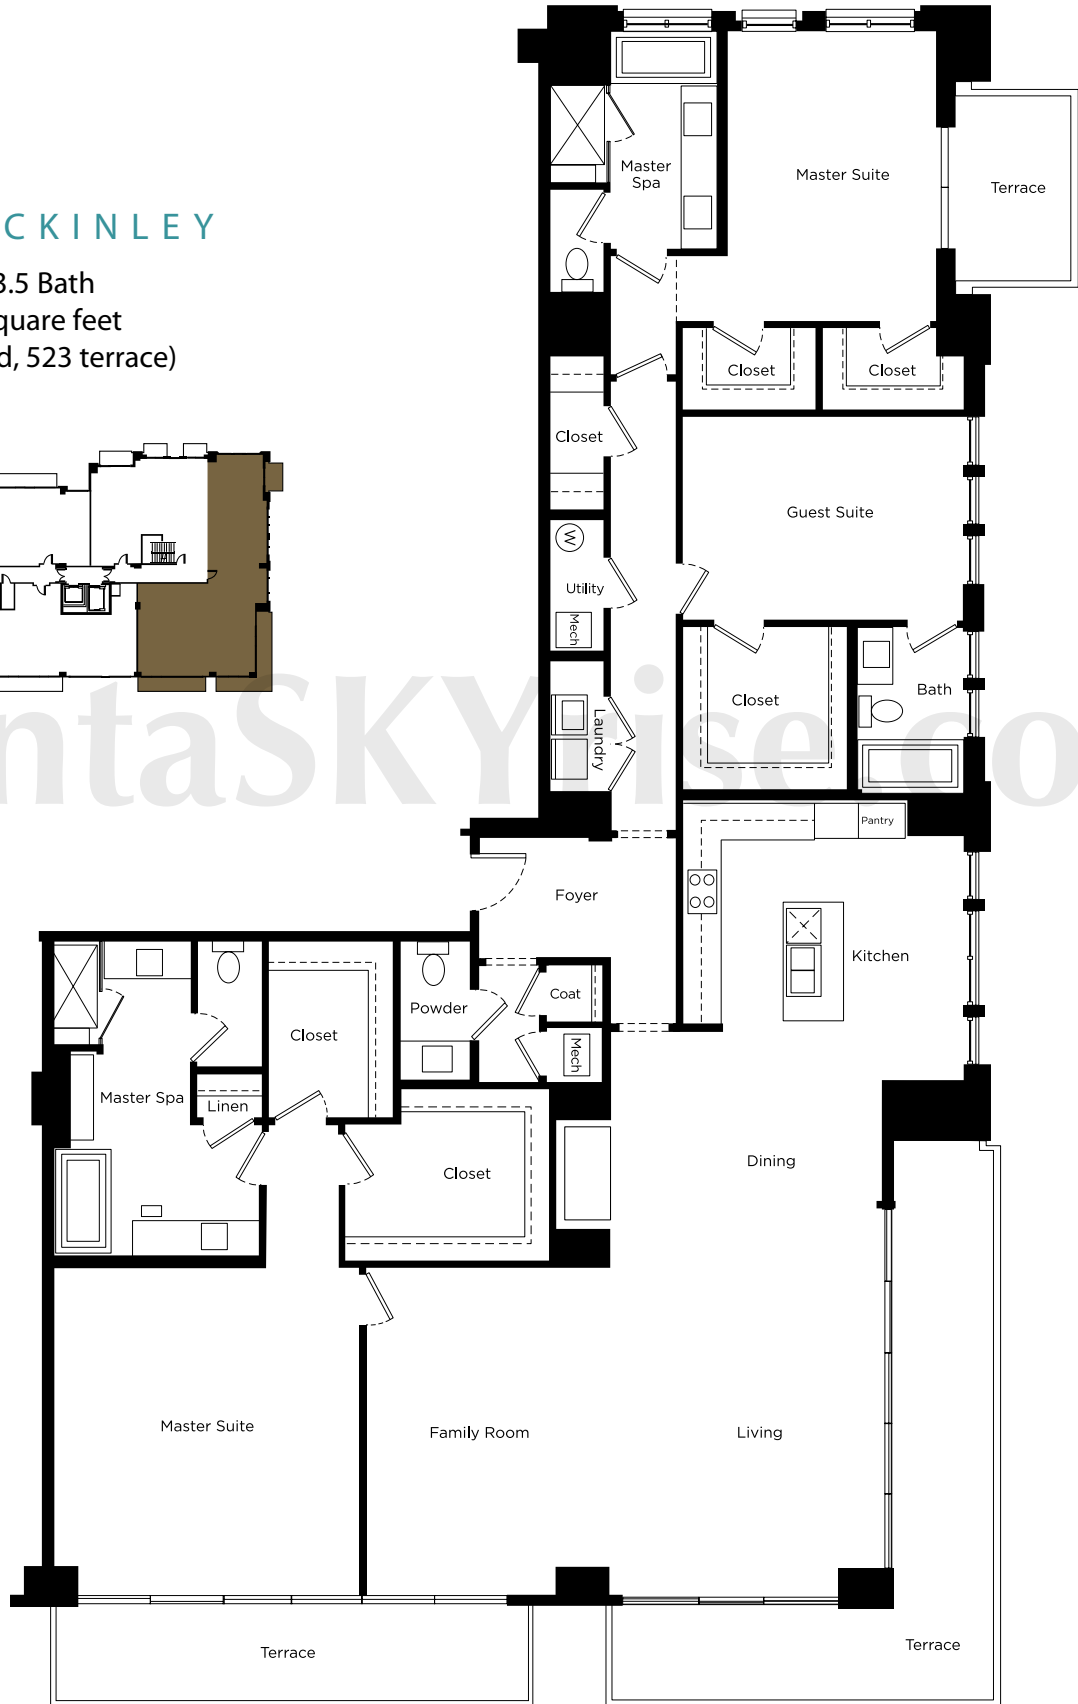 CKINLEY
3.5 Bath
quare feet
d, 523 terrace)
Master Spa
Master Suite
Terrace
Closet
Closet
Closet
Guest Suite
W
Utility
Mech
Closet
Bath
Laundry
Pantry
Foyer
Kitchen
Powder
Coat
Closet
Mech
Master Spa
Linen
Closet
Dining
Master Suite
Family Room
Living
Terrace
Terrace
ntaSKYrise.co